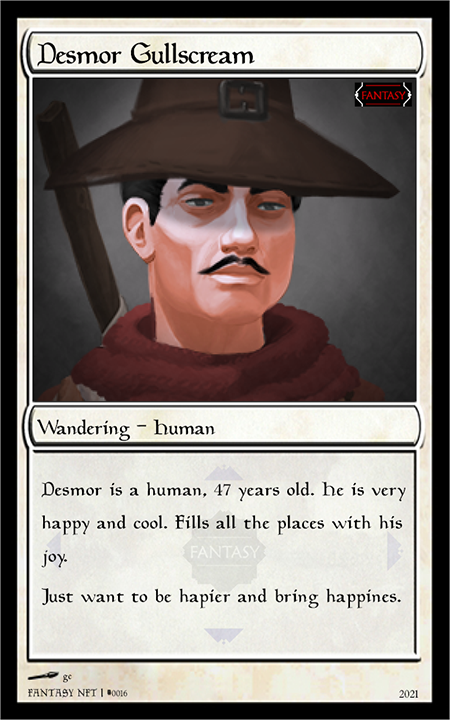 Desmor Gullscream
FANTASY
Wandering - Human
Desmor is a human, 47 years old. He is very
happy and cool. Fills all the places with his
joy.
FANTASY
Just want to be hapier and bring happines.
gc
FANTASY NFT | #0016
2021